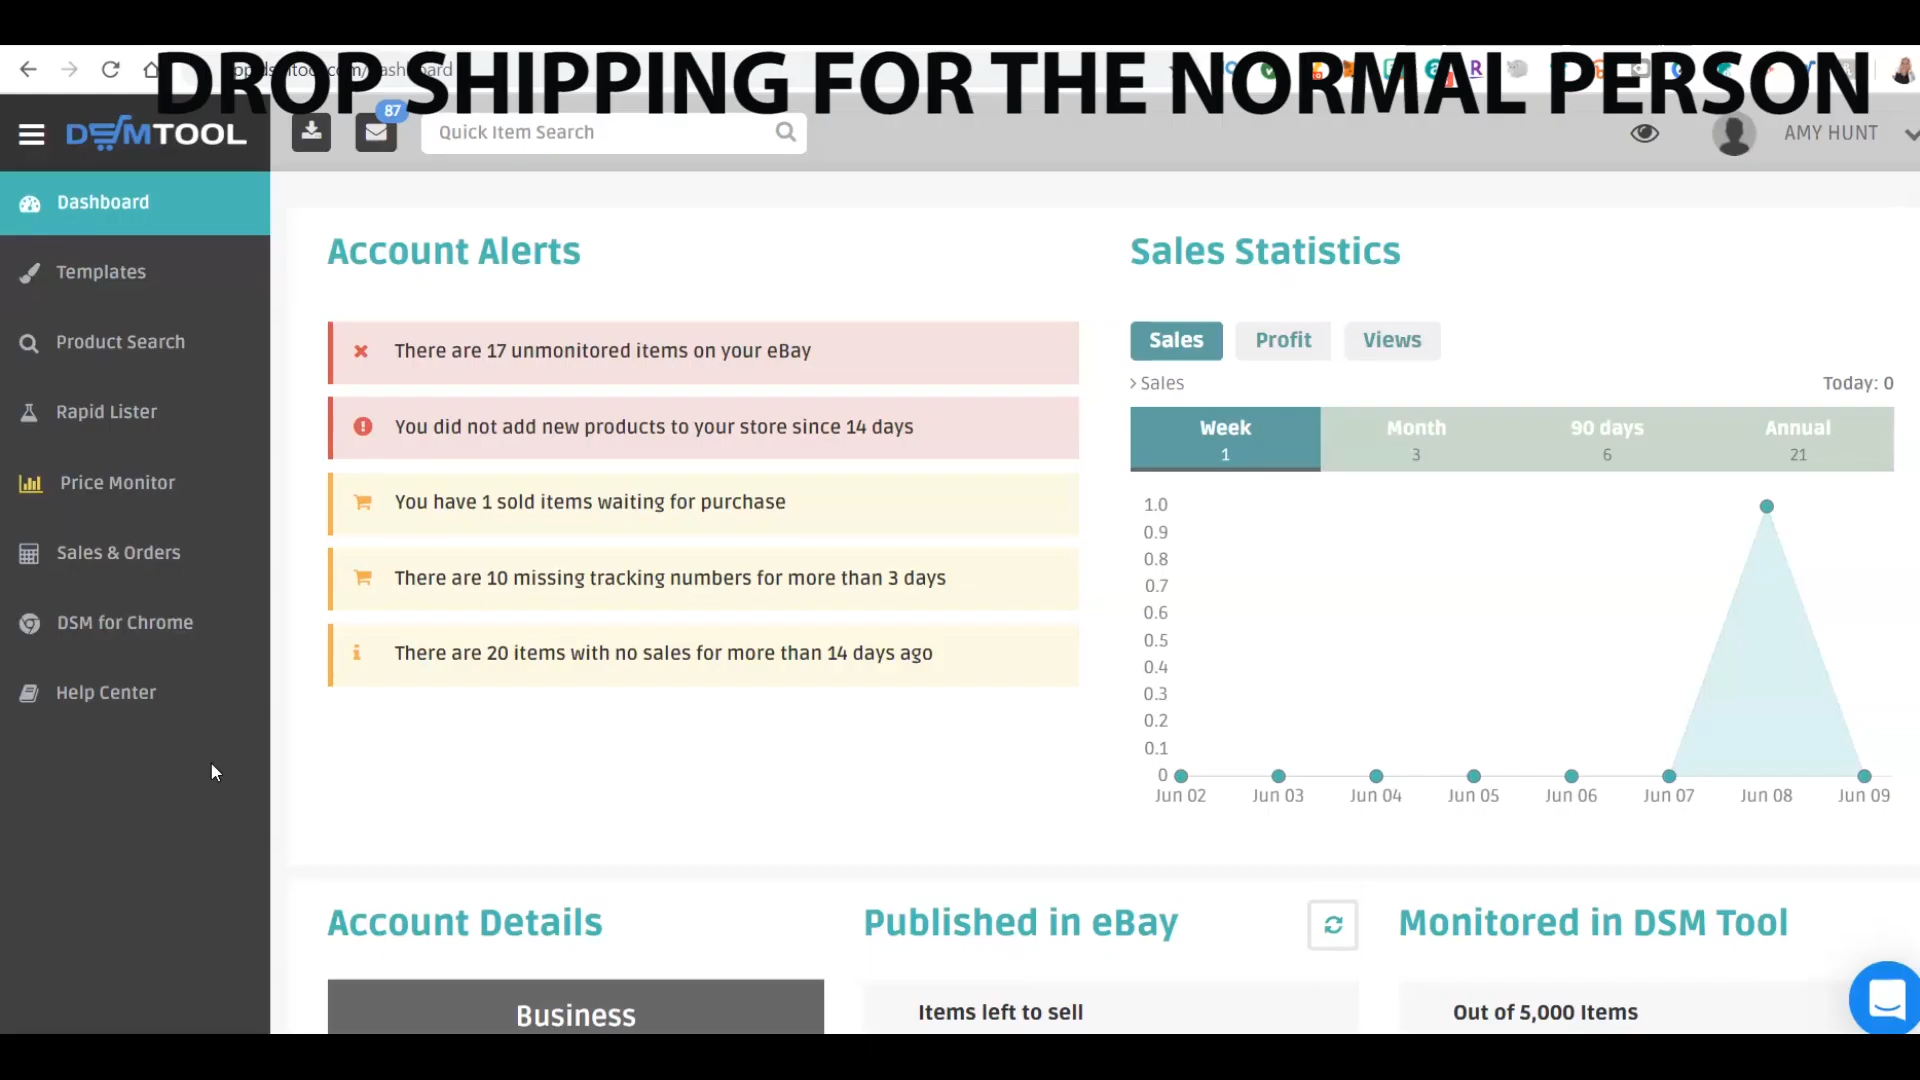 DROP SHIPPING FOR THE NORMAL PERSON
DSMTOOL
87
Quick Item Search
AMY HUNT
Dashboard
Templates
Product Search
Rapid Lister
Price Monitor
Sales & Orders
DSM for Chrome
Help Center
Account Alerts
There are 17 unmonitored items on your eBay
You did not add new products to your store since 14 days
You have 1 sold items waiting for purchase
There are 10 missing tracking numbers for more than 3 days
There are 20 items with no sales for more than 14 days ago
Sales Statistics
Sales Profit Views
Sales Today: 0
Week Month 90 days Annual
1 3 6 21
1.0
0.9
0.8
0.7
0.6
0.5
0.4
0.3
0.2
0.1
0
Jun 02 Jun 03 Jun 04 Jun 05 Jun 06 Jun 07 Jun 08 Jun 09
Account Details
Business
Published in eBay
Items left to sell
Monitored in DSM Tool
Out of 5,000 Items